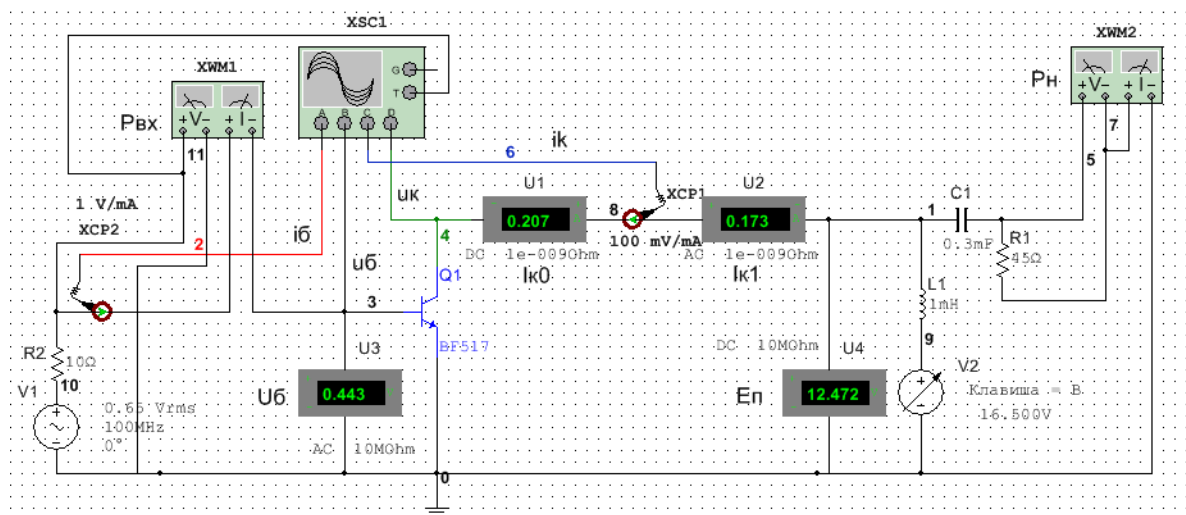 XSC1
XWM1
XWM2
G
T
A B C D
+V- +I-
Pвх
11
+V- +I-
Pн
7
5
6
iк
uк
U1
0.207
DC 1e-009Ohm
Iк0
8
XCP1
100 mV/mA
U2
0.173
AC 1e-009Ohm
Iк1
1
C1
0.3mF
R1
45Ω
1 V/mA
XCP2
2
iб
uб
4
Q1
3
BF517
L1
1mH
9
R2
10Ω
10
V1
0.65 Vrms
100MHz
0°
U3
Uб
0.443
AC 10MOhm
DC 10MOhm
U4
Eп
12.472
V2
Клавиша = B
16.500V
0